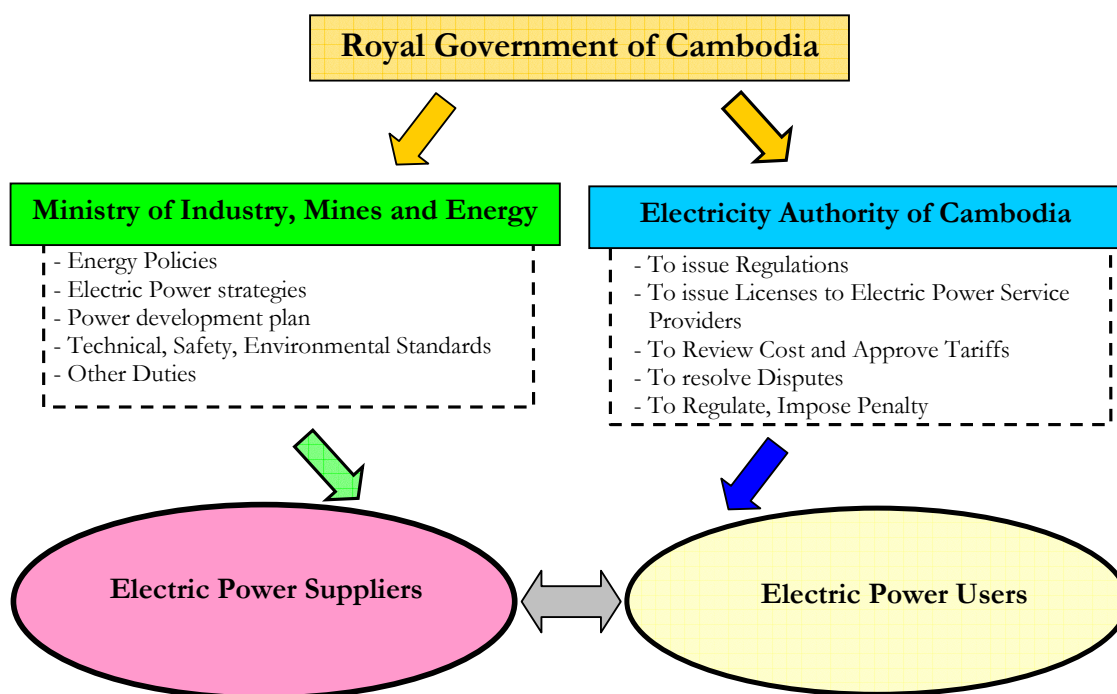 Royal Government of Cambodia
Ministry of Industry, Mines and Energy
- Energy Policies
- Electric Power strategies
- Power development plan
- Technical, Safety, Environmental Standards
- Other Duties
Electricity Authority of Cambodia
- To issue Regulations
- To issue Licenses to Electric Power Service
Providers
- To Review Cost and Approve Tariffs
- To resolve Disputes
- To Regulate, Impose Penalty
Electric Power Suppliers
Electric Power Users